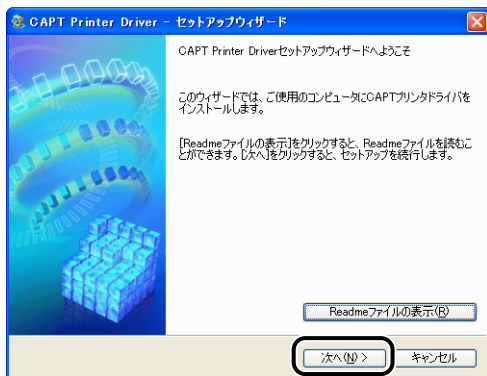 CAPT Printer Driver - セットアップウィザード
CAPT Printer Driverセットアップウィザードへようこそ
このウィザードでは、ご使用のコンピュータにCAPTプリンタドライバを
インストールします。
[Readmeファイルの表示]をクリックすると、Readmeファイルを読むこ
とができます。[次へ]をクリックすると、セットアップを続行します。
Readmeファイルの表示(R)
次へ(N) >
キャンセル